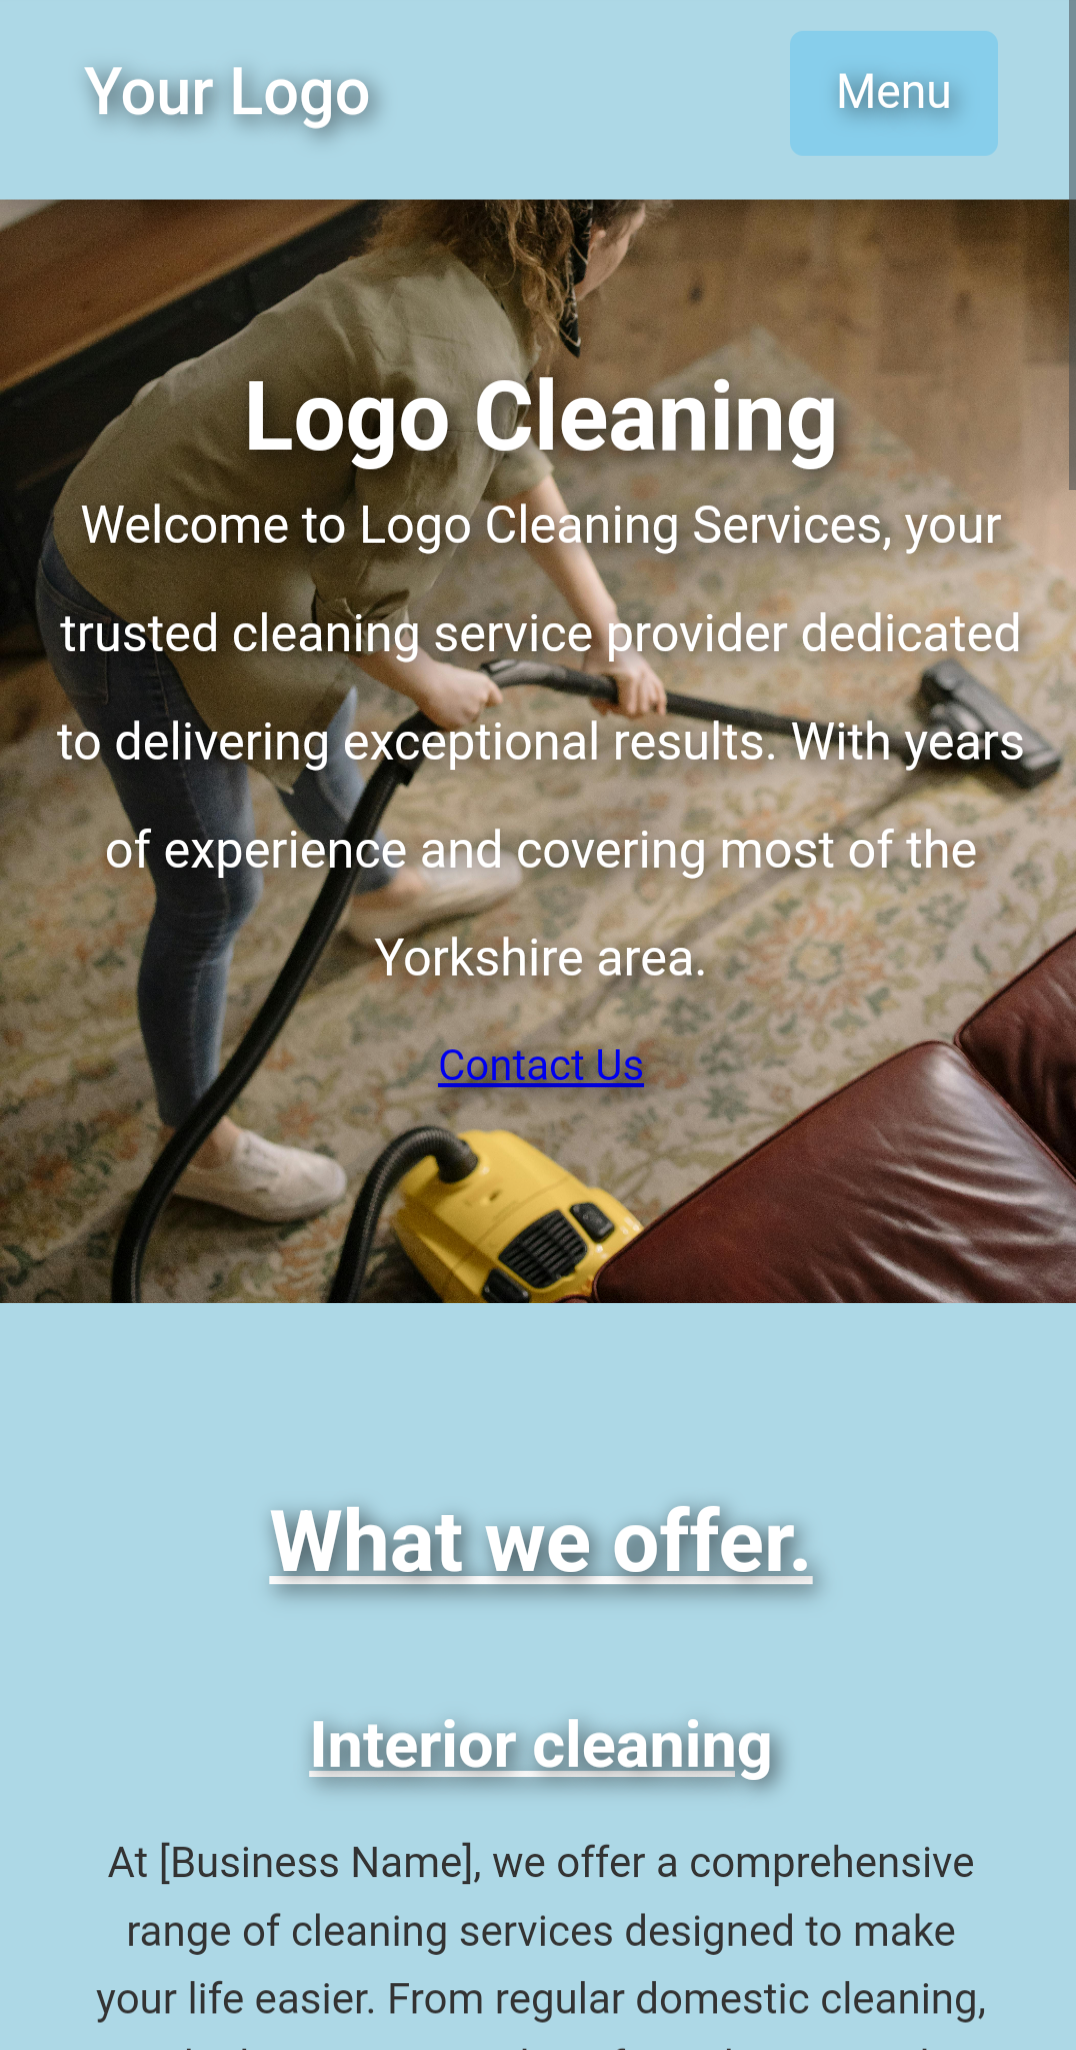 Your Logo
Menu
Logo Cleaning
Welcome to Logo Cleaning Services, your
trusted cleaning service provider dedicated
to delivering exceptional results. With years
of experience and covering most of the
Yorkshire area.
Contact Us
What we offer.
Interior cleaning
At [Business Name], we offer a comprehensive
range of cleaning services designed to make
your life easier. From regular domestic cleaning,